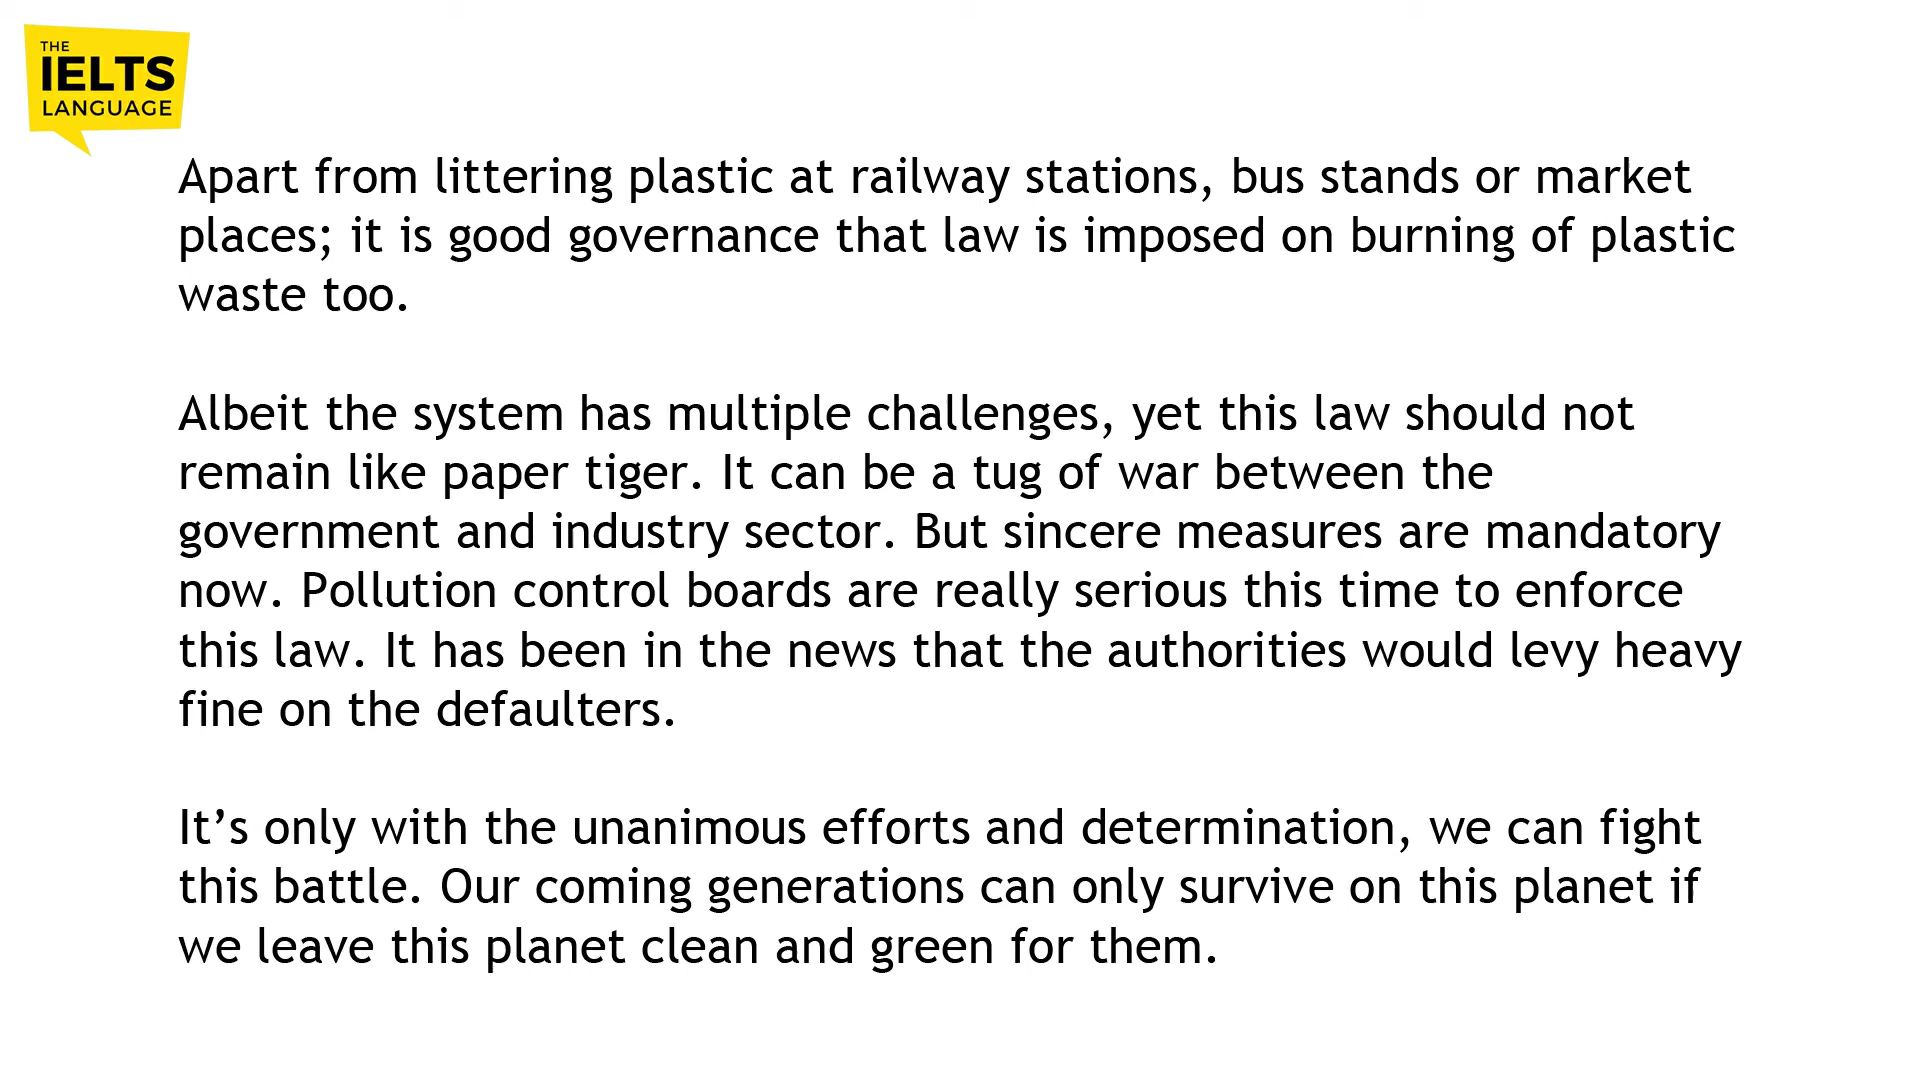 THE
IELTS
LANGUAGE
Apart from littering plastic at railway stations, bus stands or market
places; it is good governance that law is imposed on burning of plastic
waste too.
Albeit the system has multiple challenges, yet this law should not
remain like paper tiger. It can be a tug of war between the
government and industry sector. But sincere measures are mandatory
now. Pollution control boards are really serious this time to enforce
this law. It has been in the news that the authorities would levy heavy
fine on the defaulters.
It’s only with the unanimous efforts and determination, we can fight
this battle. Our coming generations can only survive on this planet if
we leave this planet clean and green for them.